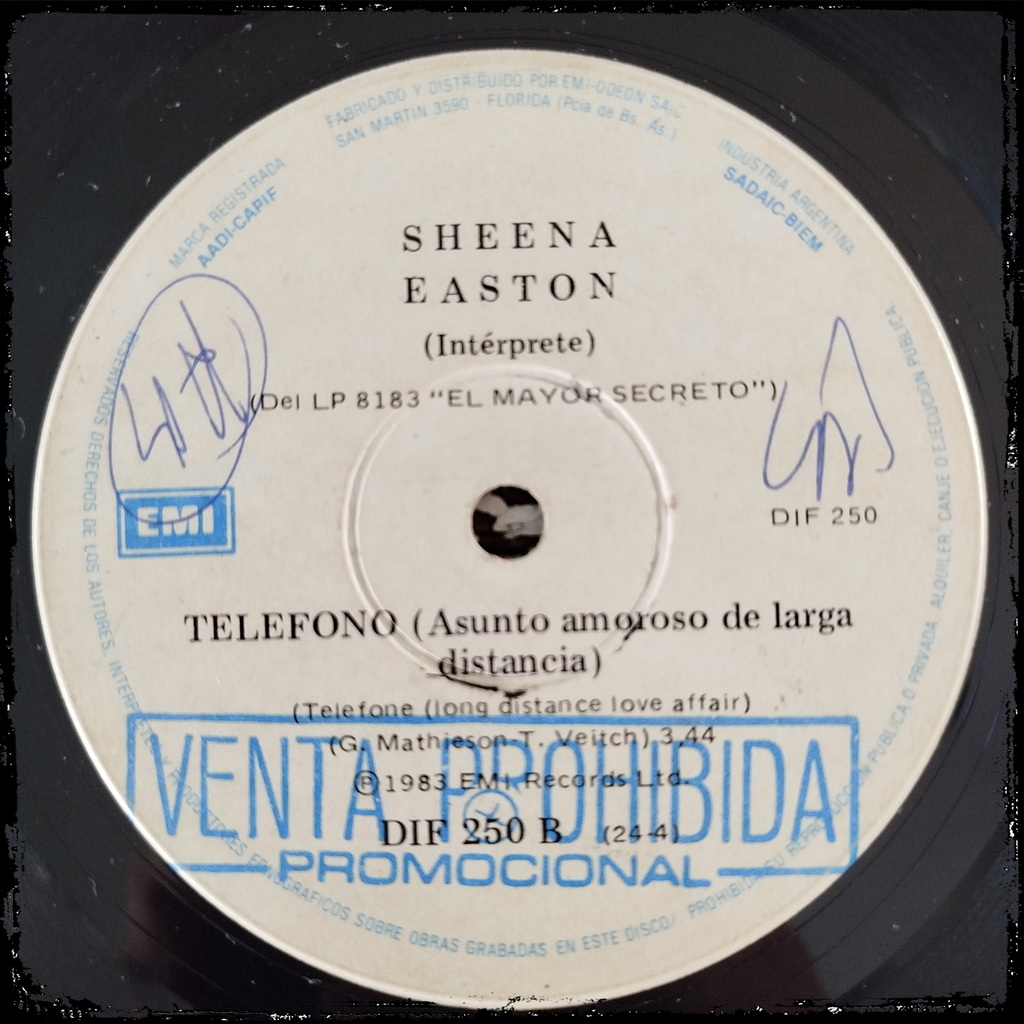 FABRICADO Y DISTRIBUIDO POR EMI-ODEON SAIC
SAN MARTIN 3590 - FLORIDA (Pcia de Bs. As.)
MARCA REGISTRADA
AADI-CAPIF
INDUSTRIA ARGENTINA
SADAIC-BIEM
SHEENA
EASTON
(Intérprete)
(Del LP 8183 "EL MAYOR SECRETO")
EMI
DIF 250
TELEFONO (Asunto amoroso de larga
distancia)
(Telefone (long distance love affair)
(G. Mathieson-T. Veitch) 3,44
Ⓟ1983 EMI Records Ltd.
DIF 250 B (24-4)
VENTA PROHIBIDA
PROMOCIONAL
RESERVADOS DERECHOS DE LOS AUTORES, INTERPRETES Y PRODUCTORES FONOGRAFICOS SOBRE OBRAS GRABADAS EN ESTE DISCO/ PROHIBIDA SU REPRODUCCION PUBLICA O PRIVADA, ALQUILER, CANJE O EJECUCION PUBLICA